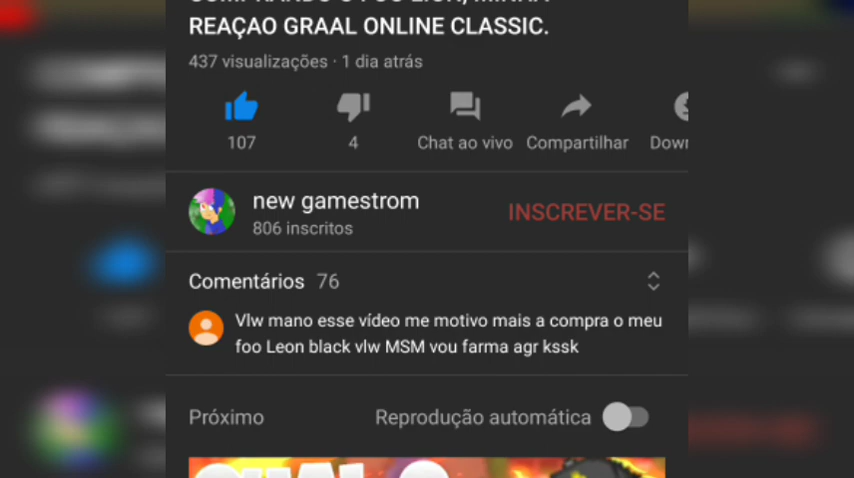 REAÇAO GRAAL ONLINE CLASSIC.
437 visualizações · 1 dia atrás
107
4
Chat ao vivo
Compartilhar
Down
new gamestrom
INSCREVER-SE
806 inscritos
Comentários 76
Vlw mano esse vídeo me motivo mais a compra o meu
foo Leon black vlw MSM vou farma agr kssk
Próximo
Reprodução automática